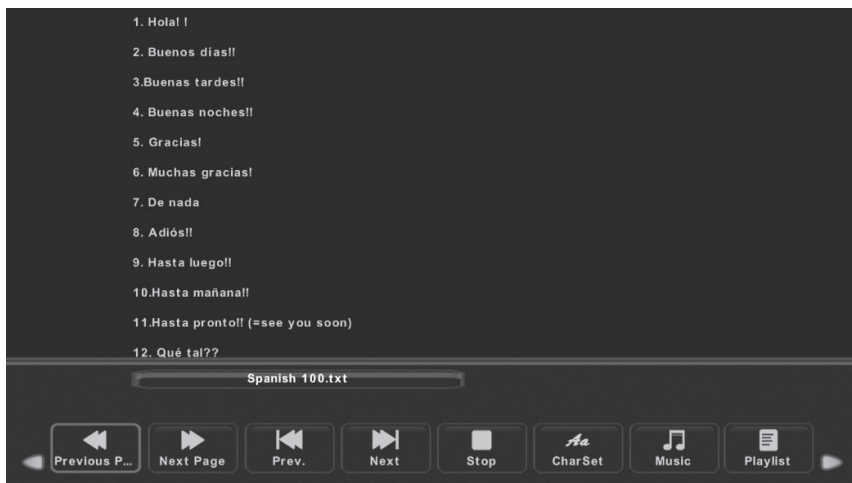 1. Hola! !
2. Buenos días!!
3.Buenas tardes!!
4. Buenas noches!!
5. Gracias!
6. Muchas gracias!
7. De nada
8. Adiós!!
9. Hasta luego!!
10.Hasta mañana!!
11.Hasta pronto!! (=see you soon)
12. Qué tal??
Spanish 100.txt
Previous P... Next Page Prev. Next Stop CharSet Music Playlist